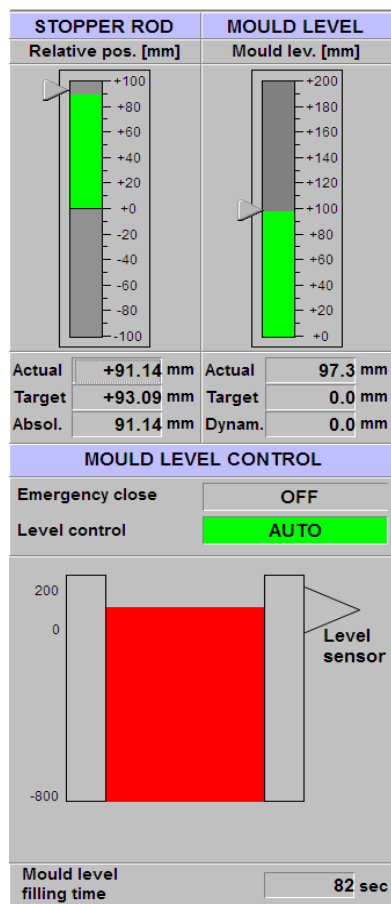 STOPPER ROD MOULD LEVEL
Relative pos. [mm] Mould lev. [mm]
+100 +200
+80 +180
+60 +160
+40 +140
+20 +120
+0 +100
-20 +80
-40 +60
-60 +40
-80 +20
-100 +0
Actual +91.14 mm Actual 97.3 mm
Target +93.09 mm Target 0.0 mm
Absol. 91.14 mm Dynam. 0.0 mm
MOULD LEVEL CONTROL
Emergency close OFF
Level control AUTO
200
0
Level
sensor
-800
Mould level
filling time 82 sec